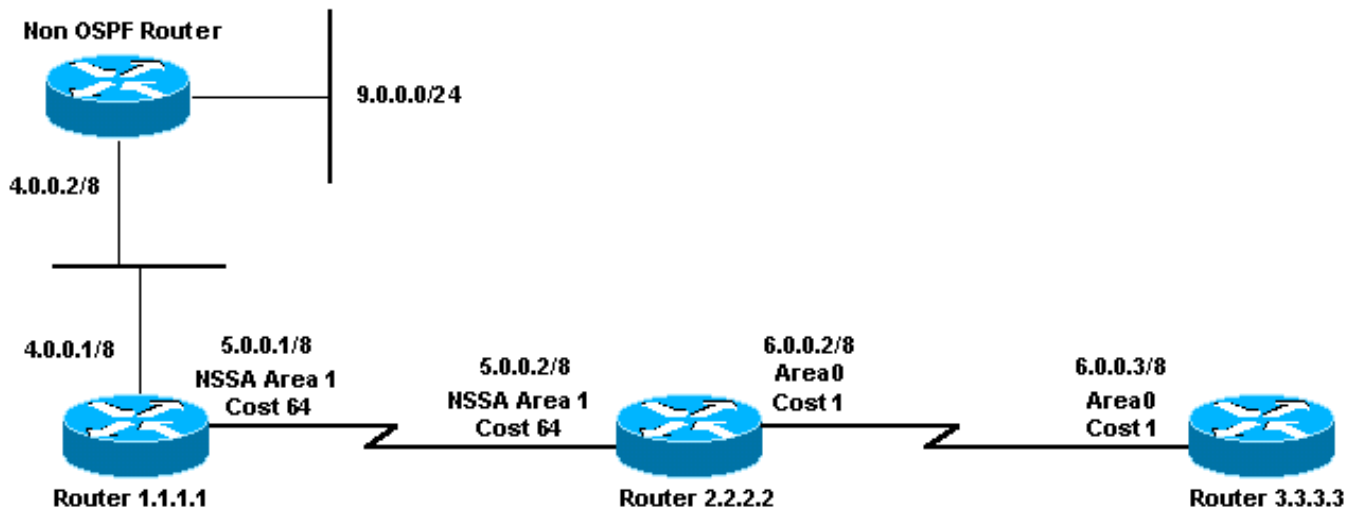 Non OSPF Router
9.0.0.0/24
4.0.0.2/8
4.0.0.1/8
5.0.0.1/8
NSSA Area 1
Cost 64
5.0.0.2/8
NSSA Area 1
Cost 64
6.0.0.2/8
Area0
Cost 1
6.0.0.3/8
Area0
Cost 1
Router 1.1.1.1
Router 2.2.2.2
Router 3.3.3.3